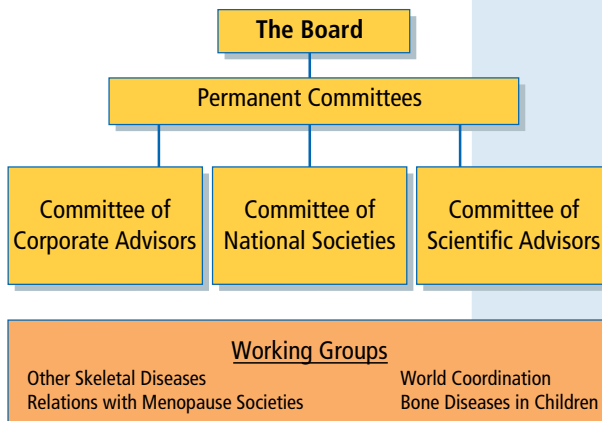 The Board
Permanent Committees
Committee of
Corporate Advisors
Committee of
National Societies
Committee of
Scientific Advisors
Working Groups
Other Skeletal Diseases
Relations with Menopause Societies
World Coordination
Bone Diseases in Children